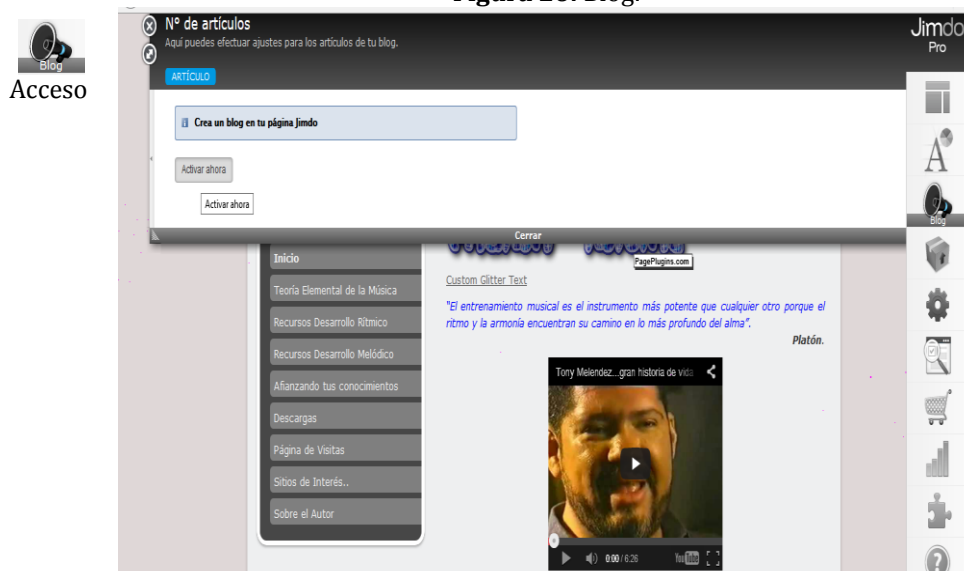 Figura 28. Blog.
Blog
Acceso
N° de artículos
Aquí puedes efectuar ajustes para los artículos de tu blog.
ARTÍCULO
Crea un blog en tu página Jimdo
Activar ahora
Activar ahora
Cerrar
Jimdo
Pro
Blog
PagePlugins.com
Inicio
Teoría Elemental de la Música
Recursos Desarrollo Rítmico
Recursos Desarrollo Melódico
Afianzando tus conocimientos
Descargas
Página de Visitas
Sitios de Interés..
Sobre el Autor
Custom Glitter Text
"El entrenamiento musical es el instrumento más potente que cualquier otro porque el
ritmo y la armonía encuentran su camino en lo más profundo del alma".
Platón.
Tony Melendez...gran historia de vida
0:00 / 6:26
YouTube